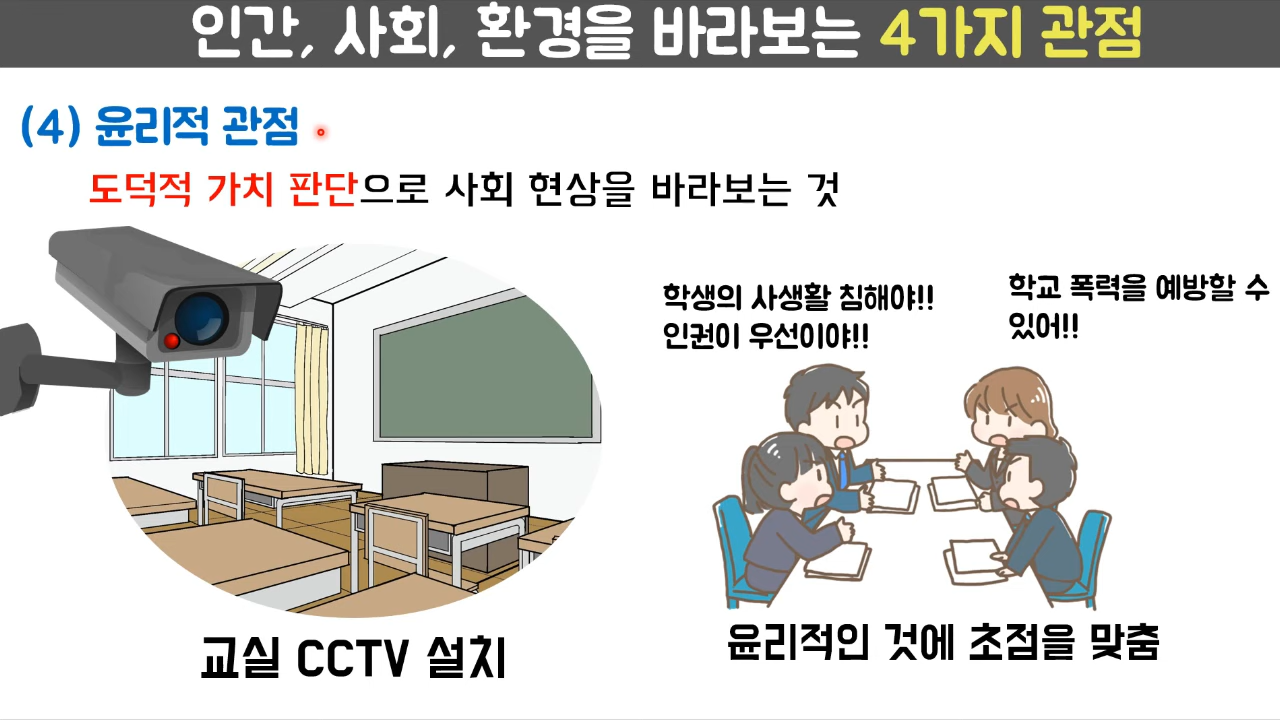 인간, 사회, 환경을 바라보는 4가지 관점
(4) 윤리적 관점
도덕적 가치 판단으로 사회 현상을 바라보는 것
학생의 사생활 침해야!!
인권이 우선이야!!
학교 폭력을 예방할 수
있어!!
교실 CCTV 설치
윤리적인 것에 초점을 맞춤